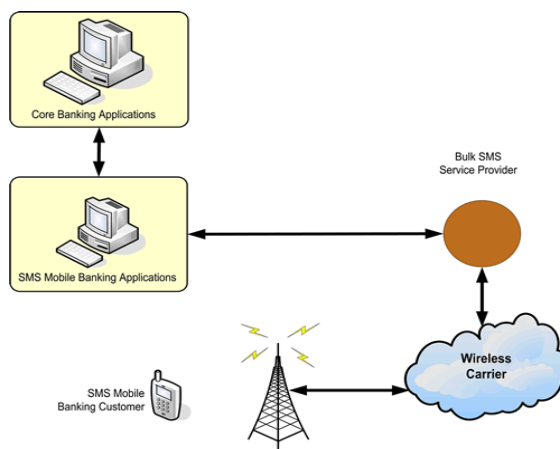 Core Banking Applications
Bulk SMS
Service Provider
SMS Mobile Banking Applications
Wireless
Carrier
SMS Mobile
Banking Customer